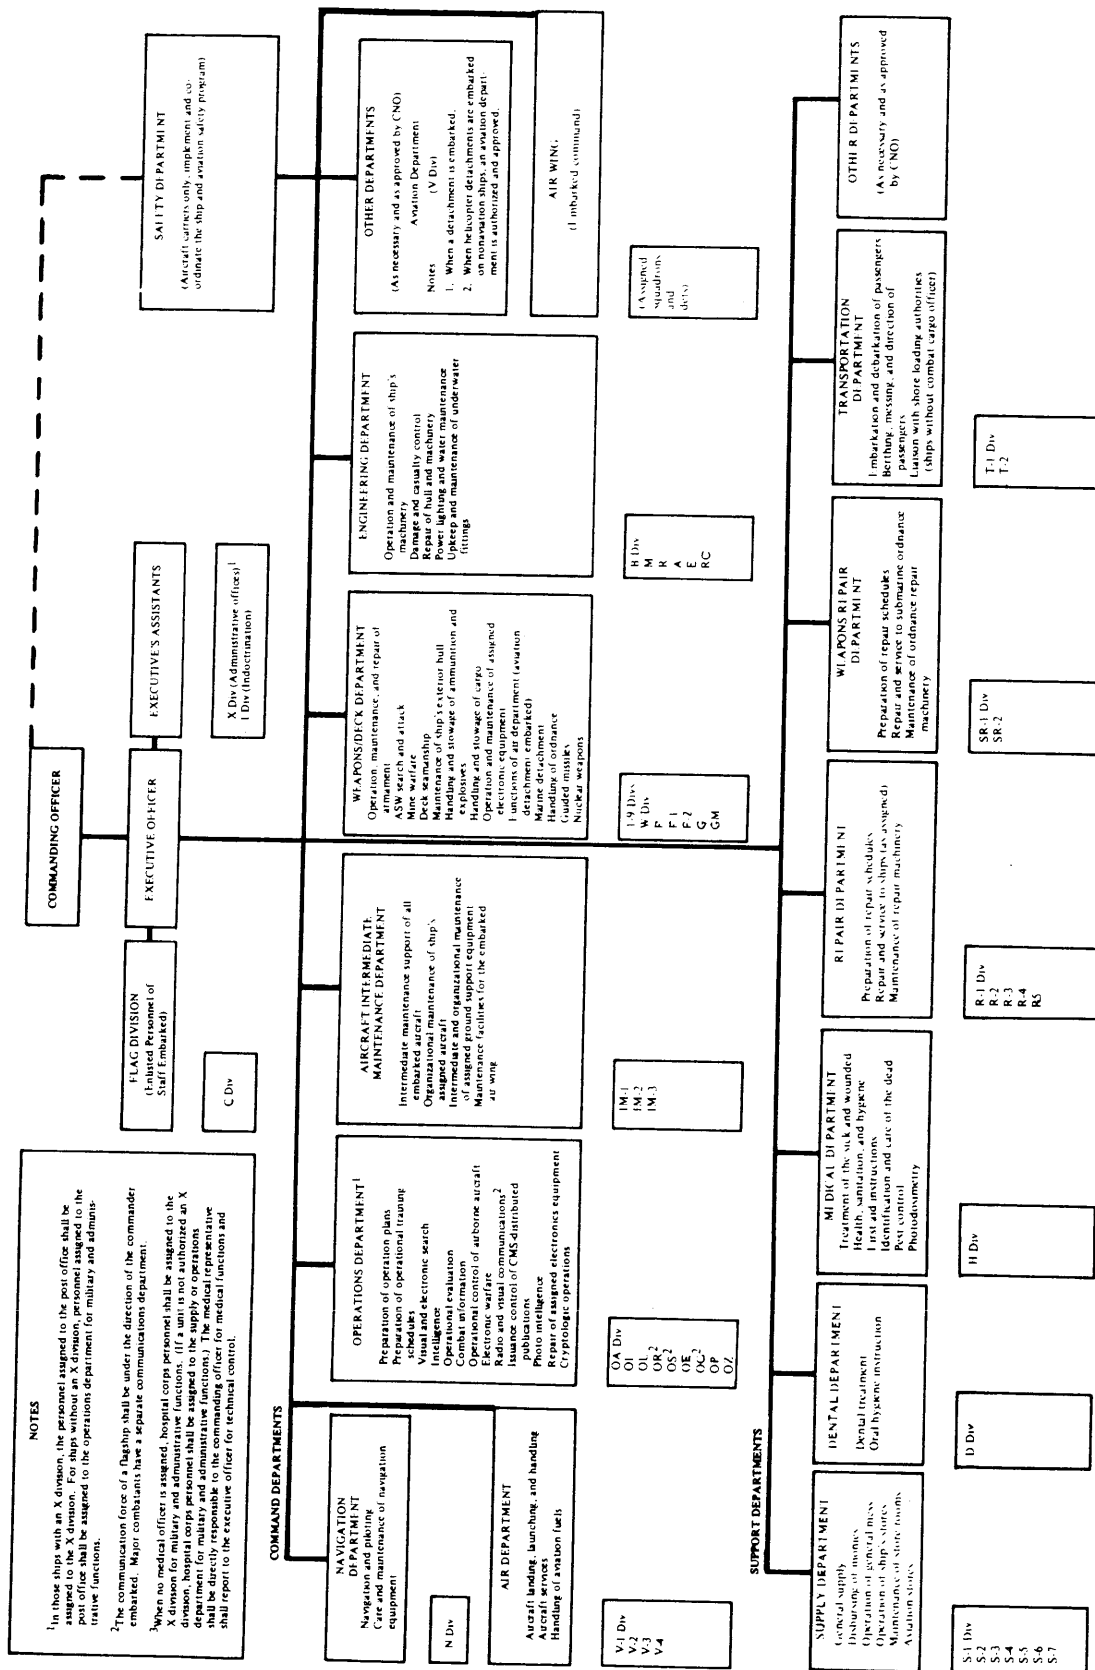 COMMANDING OFFICER
SAFETY DEPARTMENT
(Aircraft carriers only, implement and co-
ordinate the ship and aviation safety program)
FLAG DIVISION
(Enlisted Personnel of
Staff Embarked)
EXECUTIVE OFFICER
EXECUTIVE'S ASSISTANTS
C Div
X Div (Administrative offices)1
I Div (Indoctrination)
NOTES
1In those ships with an X division, the personnel assigned to the post office shall be
assigned to the X division. For ships without an X division, personnel assigned to the
post office shall be assigned to the operations department for military and adminis-
trative functions.
2The communication force of a flagship shall be under the direction of the commander
embarked. Major combatants have a separate communications department.
3When no medical officer is assigned, hospital corps personnel shall be assigned to the
X division for military and administrative functions. (If a unit is not authorized an X
division, hospital corps personnel shall be assigned to the supply or operations
department for military and administrative functions.) The medical representative
shall be directly responsible to the commanding officer for medical functions and
shall report to the executive officer for technical control.
COMMAND DEPARTMENTS
NAVIGATION
DEPARTMENT
Navigation and piloting
Care and maintenance of navigation
equipment
N Div
AIR DEPARTMENT
Aircraft landing, launching, and handling
Aircraft services
Handling of aviation fuels
V-1 Div
V-2
V-3
V-4
OPERATIONS DEPARTMENT1
Preparation of operation plans
Preparation of operational training
schedules
Visual and electronic search
Intelligence
Operational evaluation
Combat information
Operational control of airborne aircraft
Electronic warfare
Radio and visual communications2
Issuance control of CMS-distributed
publications
Photo intelligence
Repair of assigned electronics equipment
Cryptologic operations
OA Div
OI
OL
OR2
OS2
OE
OC2
OP
OZ
AIRCRAFT INTERMEDIATE
MAINTENANCE DEPARTMENT
Intermediate maintenance support of all
embarked aircraft
Organizational maintenance of ship's
assigned aircraft
Intermediate and organizational maintenance
of assigned ground support equipment
Maintenance facilities for the embarked
air wing
IM-1
IM-2
IM-3
WEAPONS/DECK DEPARTMENT
Operation, maintenance, and repair of
armament
ASW search and attack
Mine warfare
Deck seamanship
Maintenance of ship's exterior hull
Handling and stowage of ammunition and
explosives
Handling and stowage of cargo
Operation and maintenance of assigned
electronic equipment
Functions of air department (aviation
detachment embarked)
Marine detachment
Handling of ordnance
Guided missiles
Nuclear weapons
1-9 Divs
W Div
F
F-1
F-2
G
GM
ENGINEERING DEPARTMENT
Operation and maintenance of ship's
machinery
Damage and casualty control
Repair of hull and machinery
Power lighting and water maintenance
Upkeep and maintenance of underwater
fittings
B Div
M
R
A
E
RC
OTHER DEPARTMENTS
(As necessary and as approved by CNO)
Aviation Department
Notes (V Div)
1. When a detachment is embarked.
2. When helicopter detachments are embarked
on nonaviation ships, an aviation depart-
ment is authorized and approved.
AIR WING
(Embarked command)
(Assigned
squadrons
and
dets)
SUPPORT DEPARTMENTS
SUPPLY DEPARTMENT
General supply
Disbursing of monies
Operation of general mess
Operation of ship's stores
Maintenance of store rooms
Aviation stores
S-1 Div
S-2
S-3
S-4
S-5
S-6
S-7
DENTAL DEPARTMENT
Dental treatment
Oral hygiene instruction
D Div
MEDICAL DEPARTMENT
Treatment of the sick and wounded
Health, sanitation, and hygiene
First aid instructions
Identification and care of the dead
Pest control
Photodosimetry
H Div
REPAIR DEPARTMENT
Preparation of repair schedules
Repair and service to ships (as assigned)
Maintenance of repair machinery
R-1 Div
R-2
R-3
R-4
R5
WEAPONS REPAIR
DEPARTMENT
Preparation of repair schedules
Repair and service to submarine ordnance
Maintenance of ordnance repair
machinery
SR-1 Div
SR-2
TRANSPORTATION
DEPARTMENT
Embarkation and debarkation of passengers
Berthing, messing, and direction of
passengers
Liaison with shore loading authorities
(ships without combat cargo officer)
T-1 Div
T-2
OTHER DEPARTMENTS
(As necessary and as approved
by CNO)